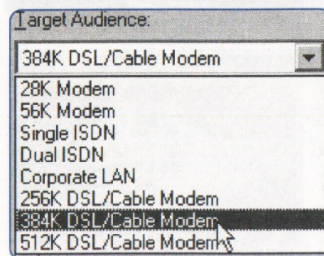 Target Audience:
384K DSL/Cable Modem
28K Modem
56K Modem
Single ISDN
Dual ISDN
Corporate LAN
256K DSL/Cable Modem
384K DSL/Cable Modem
512K DSL/Cable Modem